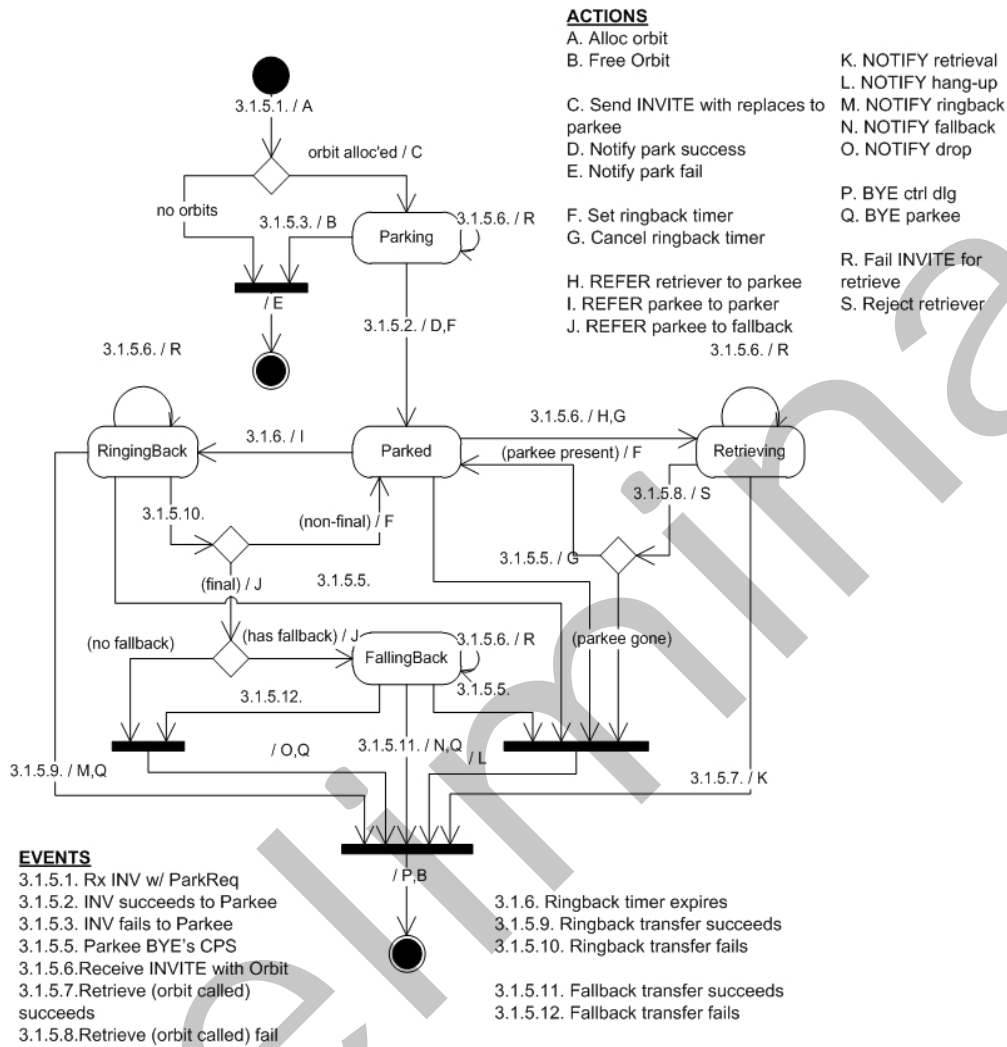 ACTIONS
A. Alloc orbit
B. Free Orbit
C. Send INVITE with replaces to
parkee
D. Notify park success
E. Notify park fail
F. Set ringback timer
G. Cancel ringback timer
H. REFER retriever to parkee
I. REFER parkee to parker
J. REFER parkee to fallback
K. NOTIFY retrieval
L. NOTIFY hang-up
M. NOTIFY ringback
N. NOTIFY fallback
O. NOTIFY drop
P. BYE ctrl dlg
Q. BYE parkee
R. Fail INVITE for
retrieve
S. Reject retriever
3.1.5.1. / A
orbit alloc'ed / C
no orbits
3.1.5.3. / B
Parking
3.1.5.6. / R
/ E
3.1.5.2. / D,F
3.1.5.6. / R
3.1.5.6. / R
RingingBack
3.1.6. / I
Parked
3.1.5.6. / H,G
(parkee present) / F
Retrieving
3.1.5.8. / S
3.1.5.10.
(non-final) / F
3.1.5.5. / G
(final) / J
3.1.5.5.
(no fallback)
(has fallback) / J
FallingBack
3.1.5.6. / R
(parkee gone)
3.1.5.5.
3.1.5.12.
/ O,Q
3.1.5.11. / N,Q
/ L
3.1.5.9. / M,Q
3.1.5.7. / K
/ P,B
EVENTS
3.1.5.1. Rx INV w/ ParkReq
3.1.5.2. INV succeeds to Parkee
3.1.5.3. INV fails to Parkee
3.1.5.5. Parkee BYE's CPS
3.1.5.6.Receive INVITE with Orbit
3.1.5.7. Retrieve (orbit called)
succeeds
3.1.5.8.Retrieve (orbit called) fail
3.1.6. Ringback timer expires
3.1.5.9. Ringback transfer succeeds
3.1.5.10. Ringback transfer fails
3.1.5.11. Fallback transfer succeeds
3.1.5.12. Fallback transfer fails
elimina